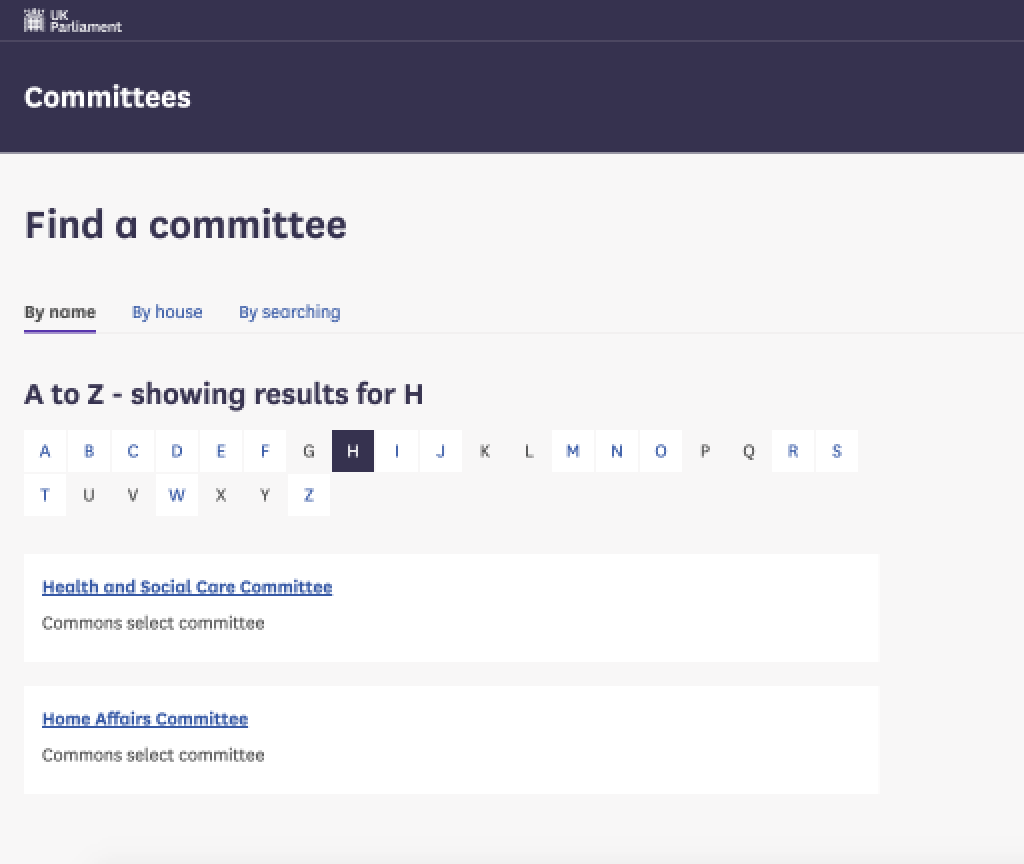 UK
Parliament
Committees
Find a committee
By name By house By searching
A to Z - showing results for H
A B C D E F G H I J K L M N O P Q R S
T U V W X Y Z
Health and Social Care Committee
Commons select committee
Home Affairs Committee
Commons select committee